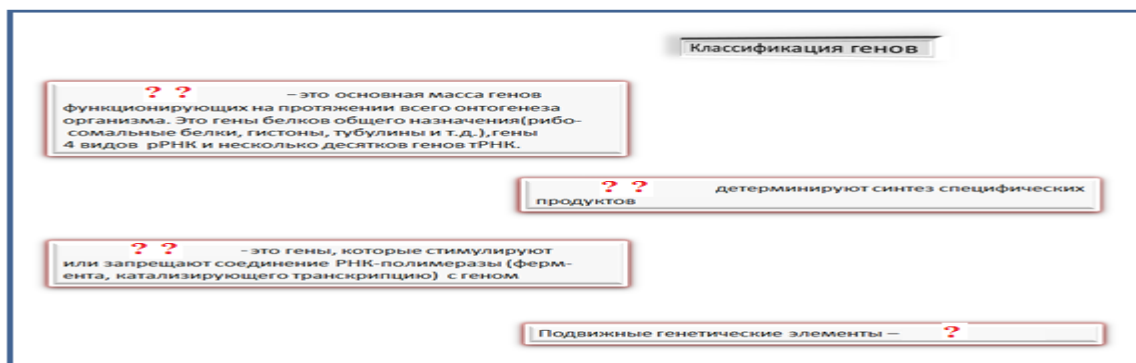 Классификация генов
? ? – это основная масса генов
функционирующих на протяжении всего онтогенеза
организма. Это гены белков общего назначения(рибо-
сомальные белки, гистоны, тубулины и т.д.),гены
4 видов рРНК и несколько десятков генов тРНК.
? ? детерминируют синтез специфических
продуктов
? ? -это гены, которые стимулируют
или запрещают соединение РНК-полимеразы (ферм-
ента, катализирующего транскрипцию) с геном
Подвижные генетические элементы – ?